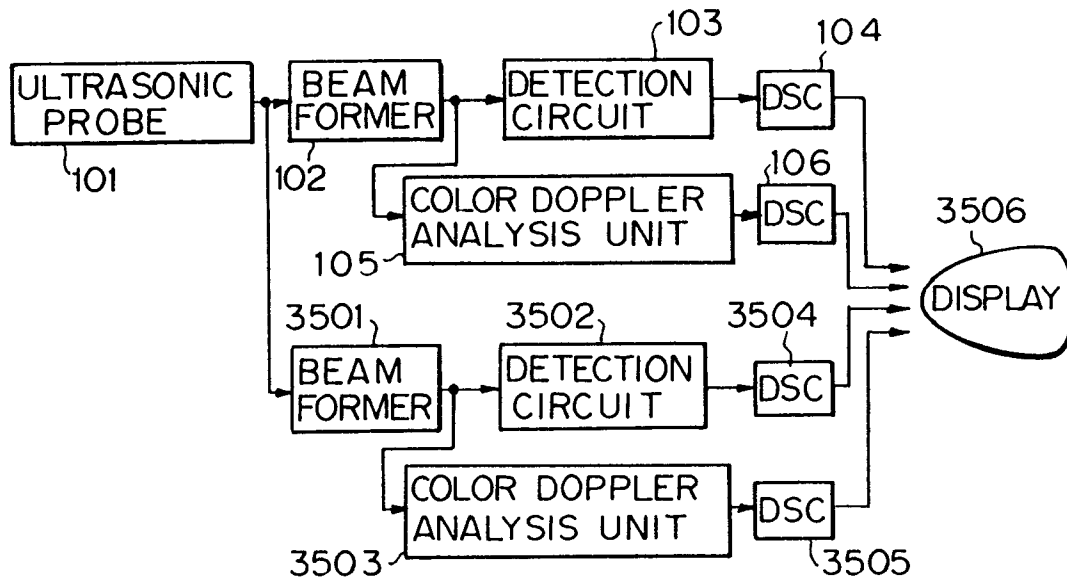 103
104
ULTRASONIC
PROBE
BEAM
FORMER
DETECTION
CIRCUIT
DSC
101
102
106
COLOR DOPPLER
ANALYSIS UNIT
DSC
105
3506
DISPLAY
3501
3502
3504
BEAM
FORMER
DETECTION
CIRCUIT
DSC
COLOR DOPPLER
ANALYSIS UNIT
DSC
3503
3505